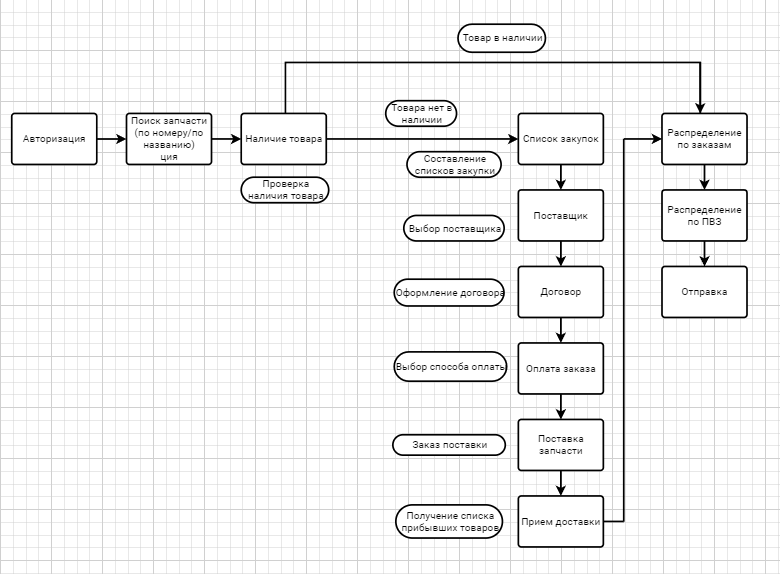 Товар в наличии
Авторизация
Поиск запчасти
(по номеру/по
названию)
ция
Наличие товара
Проверка
наличия товара
Товара нет в
наличии
Составление
списков закупки
Список закупок
Распределение
по заказам
Выбор поставщика
Поставщик
Распределение
по ПВЗ
Оформление договора
Договор
Отправка
Выбор способа оплать
Оплата заказа
Заказ поставки
Поставка
запчасти
Получение списка
прибывших товаров
Прием доставки